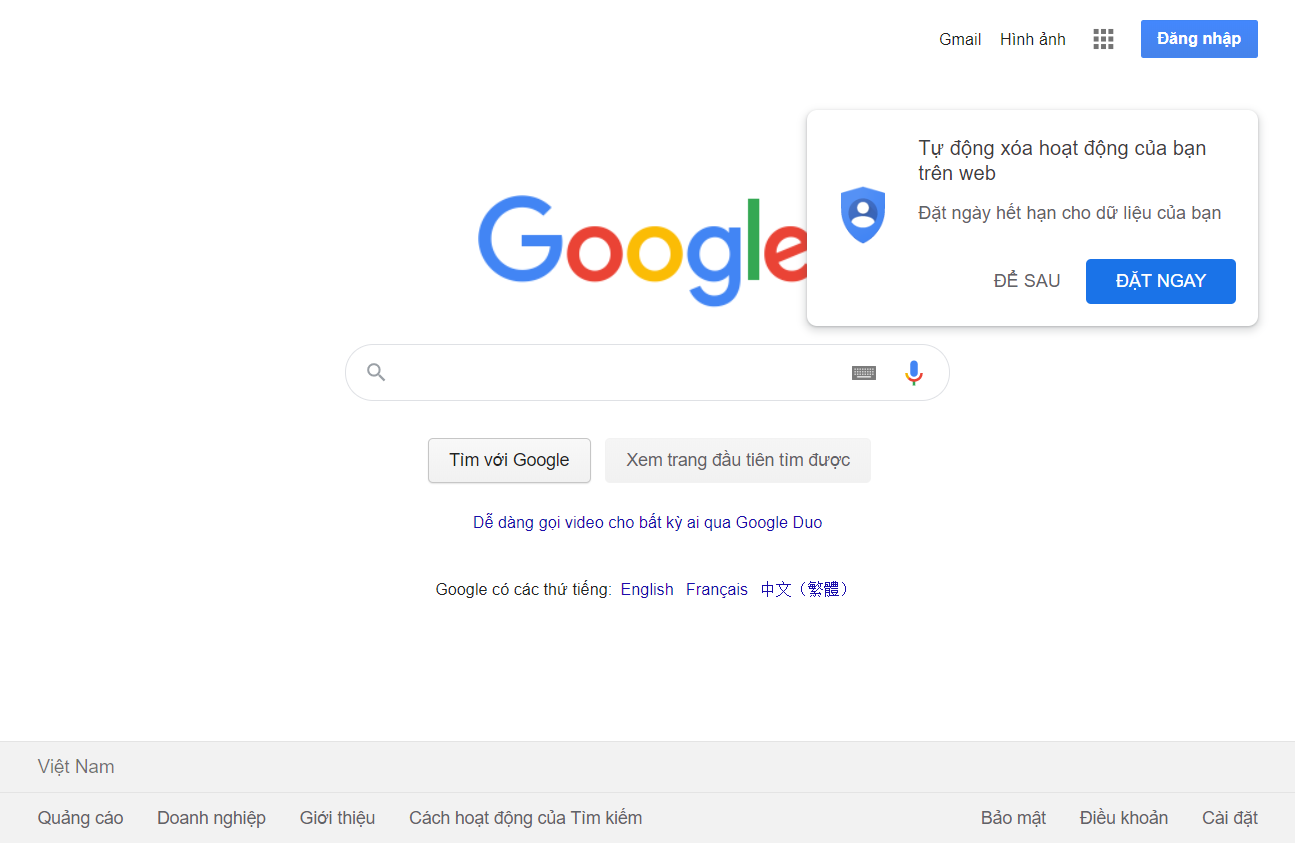 Gmail Hình ảnh Đăng nhập
Tự động xóa hoạt động của bạn
trên web
Đặt ngày hết hạn cho dữ liệu của bạn
ĐỂ SAU ĐẶT NGAY
Google
Tìm với Google Xem trang đầu tiên tìm được
Dễ dàng gọi video cho bất kỳ ai qua Google Duo
Google có các thứ tiếng: English Français 中文（繁體）
Việt Nam
Quảng cáo Doanh nghiệp Giới thiệu Cách hoạt động của Tìm kiếm Bảo mật Điều khoản Cài đặt